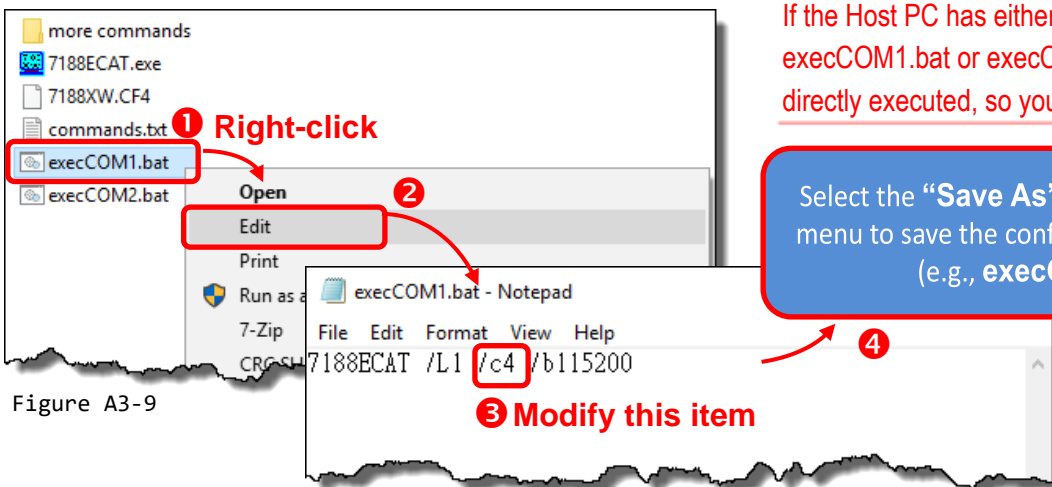 more commands
7188ECAT.exe
7188XW.CF4
commands.txt
❶ Right-click
execCOM1.bat
execCOM2.bat
Open
❷
Edit
Print
Run as a
7-Zip
execCOM1.bat - Notepad
File Edit Format View Help
7188ECAT /L1 /c4 /b115200
❸ Modify this item
❹
Figure A3-9
If the Host PC has either
execCOM1.bat or
directly executed, so you
Select the “Save As”
menu to save the
(e.g.,